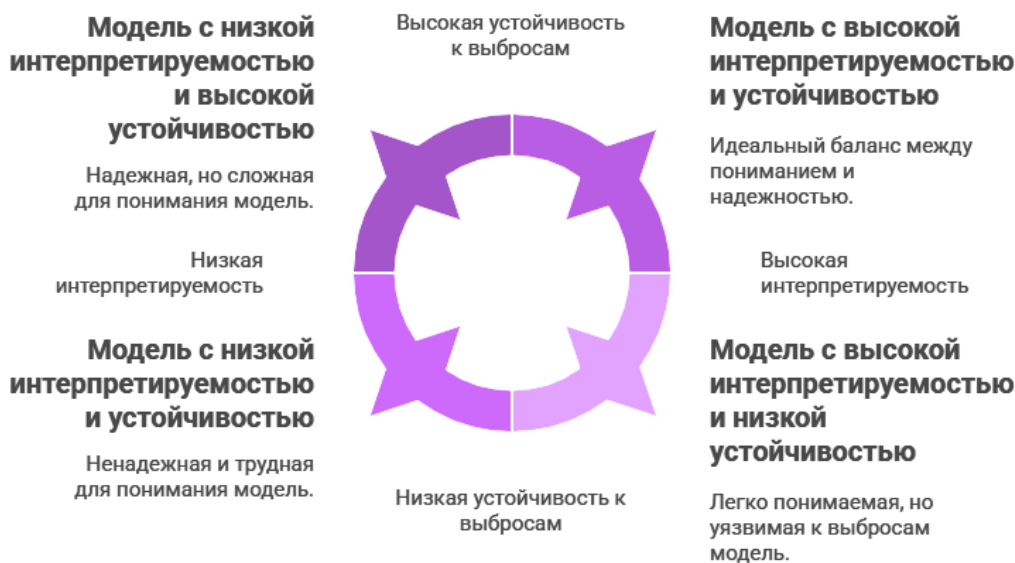 Модель с низкой
интерпретируемостью
и высокой
устойчивостью
Надежная, но сложная
для понимания модель.
Высокая устойчивость
к выбросам
Модель с высокой
интерпретируемостью
и устойчивостью
Идеальный баланс между
пониманием и
надежностью.
Низкая
интерпретируемость
Высокая
интерпретируемость
Модель с низкой
интерпретируемостью
и устойчивостью
Ненадежная и трудная
для понимания модель.
Низкая устойчивость к
выбросам
Модель с высокой
интерпретируемостью
и низкой
устойчивостью
Легко понимаемая, но
уязвимая к выбросам
модель.